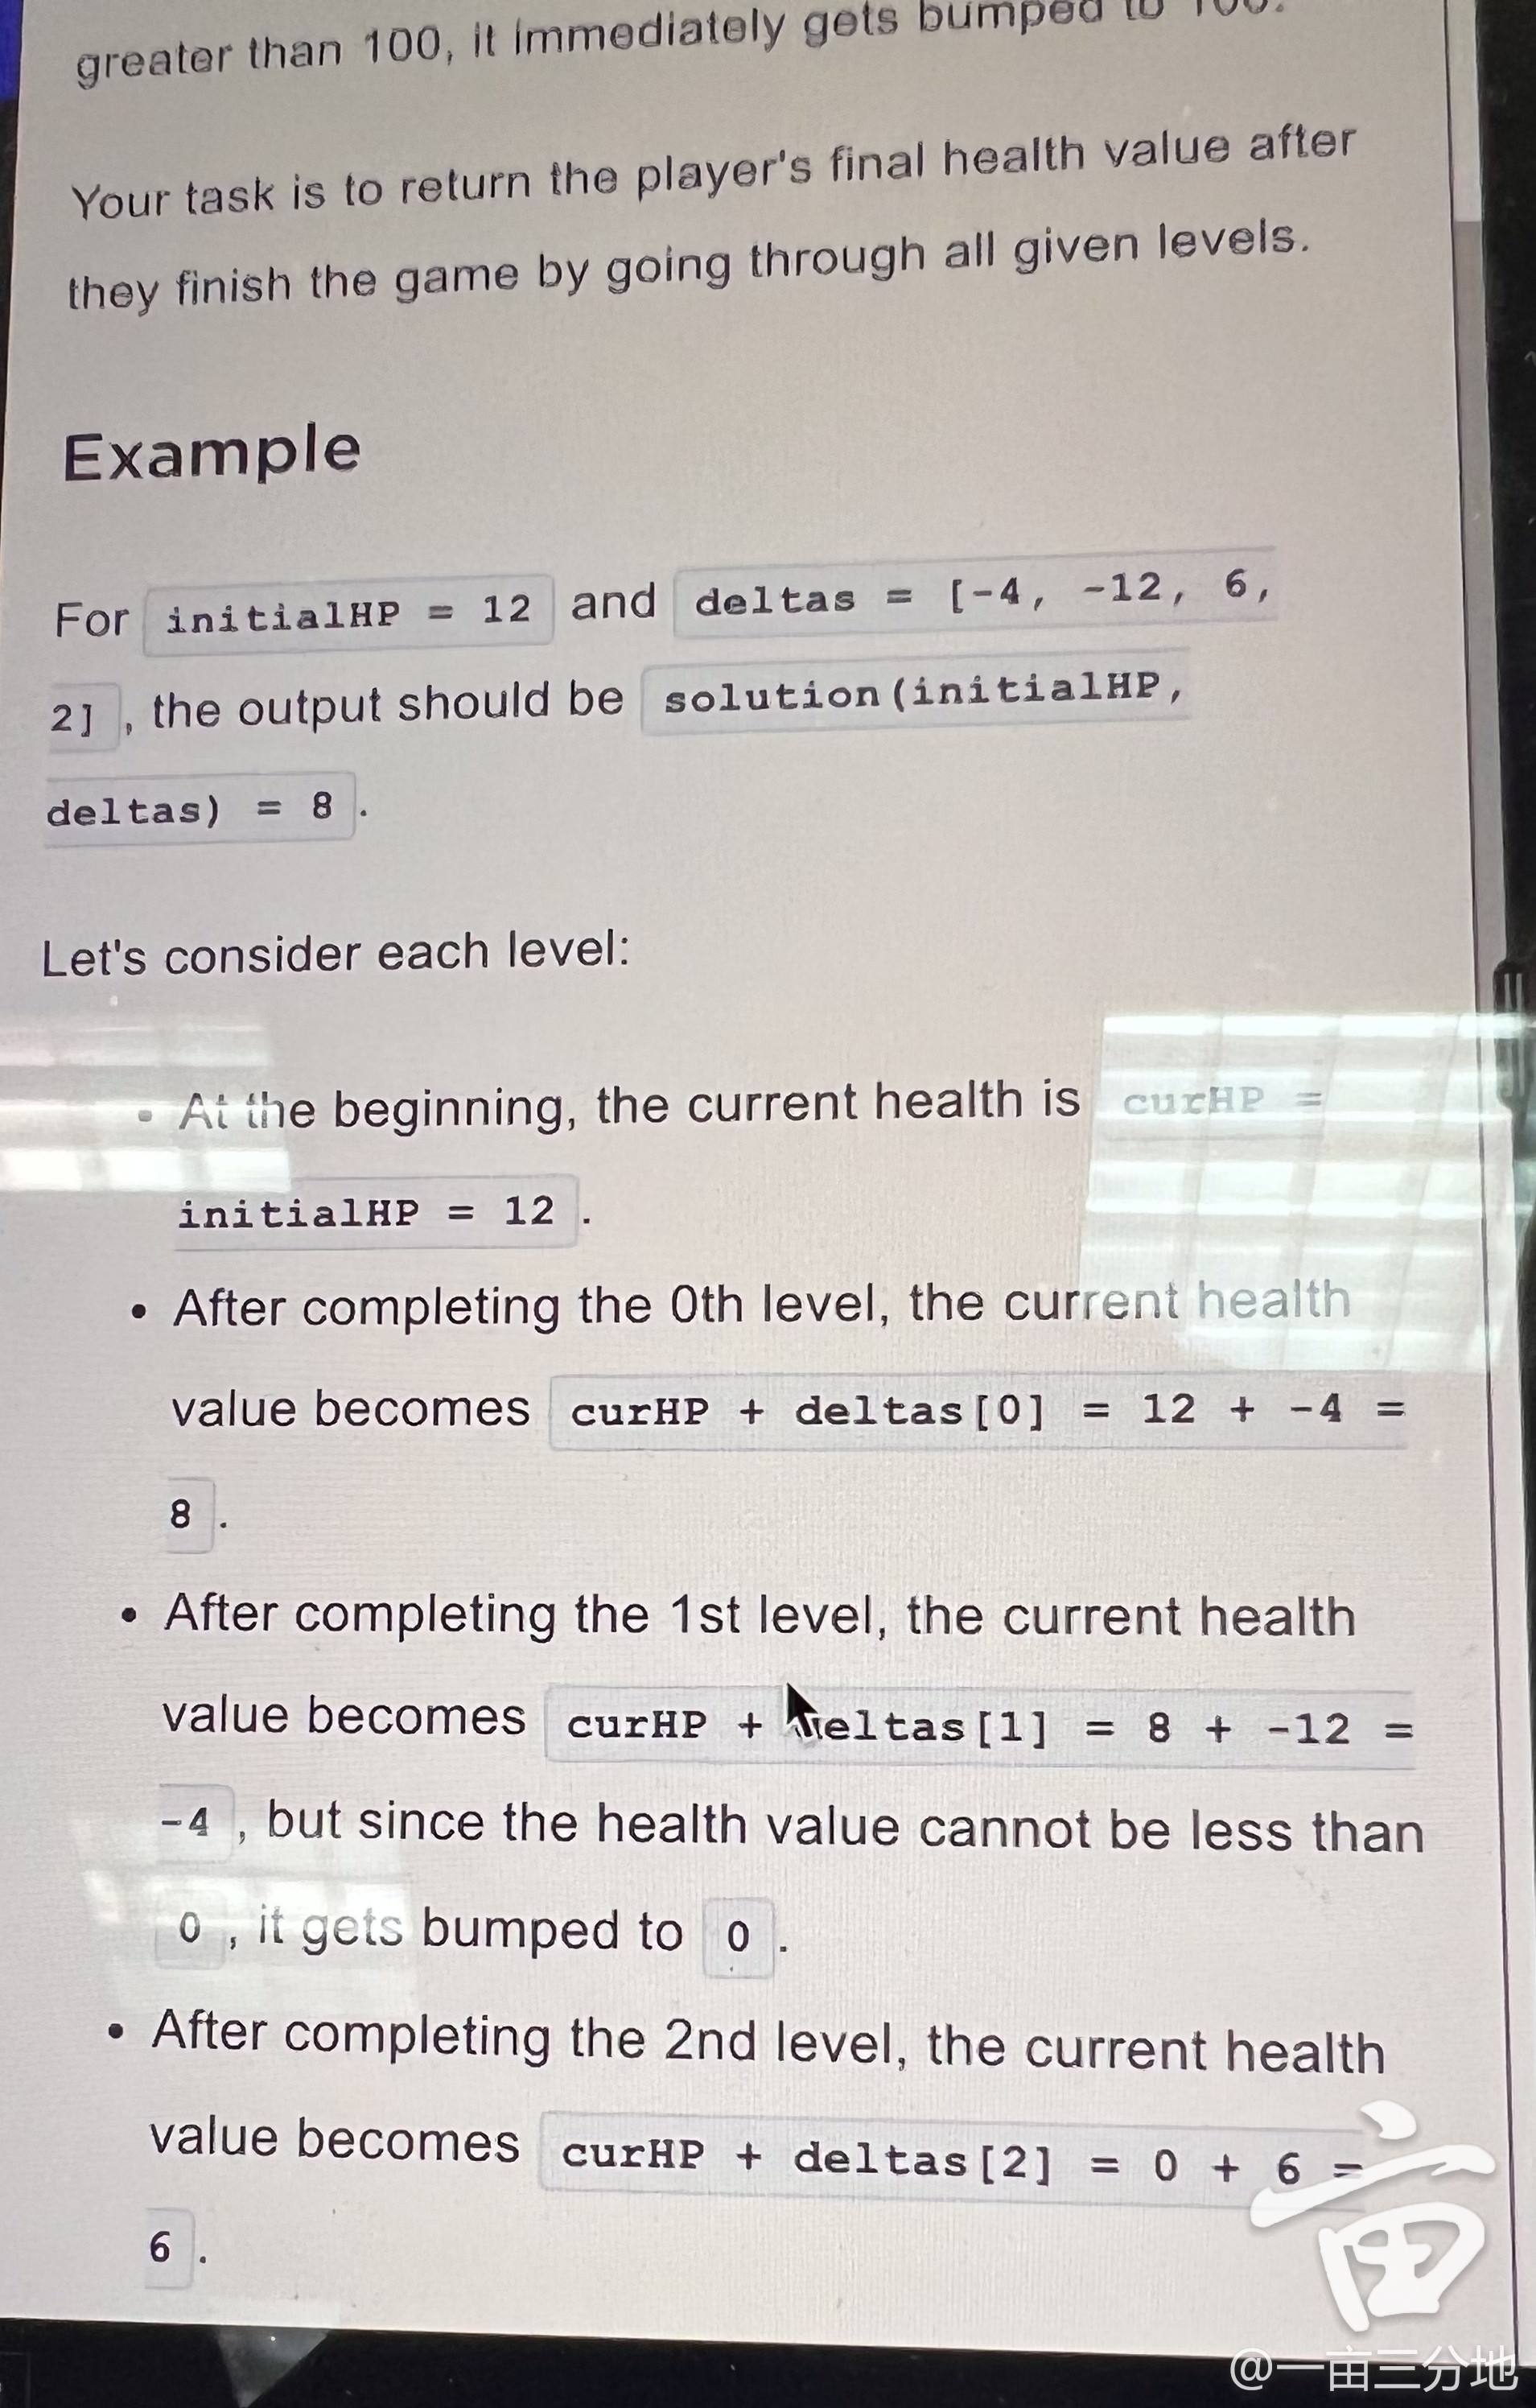 greater than 100, it immediately gets bumped to 100.
Your task is to return the player's final health value after
they finish the game by going through all given levels.
Example
For initialHP = 12 and deltas = [-4, -12, 6,
2] , the output should be solution(initialHP,
deltas) = 8 .
Let's consider each level:
• At the beginning, the current health is curHP =
initialHP = 12 .
• After completing the 0th level, the current health
value becomes curHP + deltas[0] = 12 + -4 =
8 .
• After completing the 1st level, the current health
value becomes curHP + deltas[1] = 8 + -12 =
-4 , but since the health value cannot be less than
0 , it gets bumped to 0 .
• After completing the 2nd level, the current health
value becomes curHP + deltas[2] = 0 + 6 =
6 .
亩
@一亩三分地